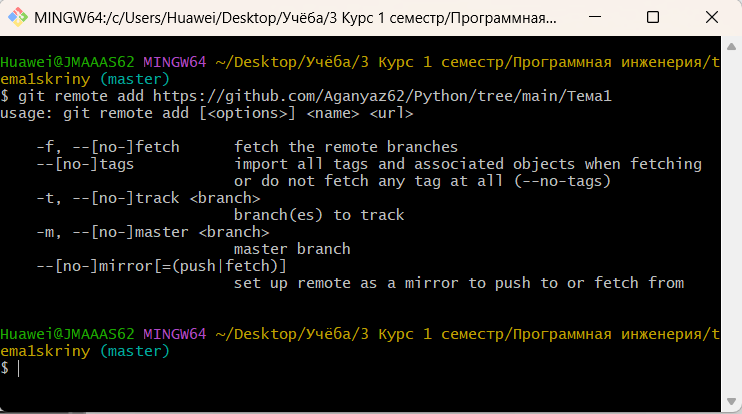 MINGW64:/c/Users/Huawei/Desktop/Учёба/3 Курс 1 семестр/Программная...
Huawei@JMAAAS62 MINGW64 ~/Desktop/Учёба/3 Курс 1 семестр/Программная инженерия/t
ema1skriny (master)
$ git remote add https://github.com/Aganyaz62/Python/tree/main/Тема1
usage: git remote add [<options>] <name> <url>
-f, --[no-]fetch fetch the remote branches
--[no-]tags import all tags and associated objects when fetching
or do not fetch any tag at all (--no-tags)
-t, --[no-]track <branch>
branch(es) to track
-m, --[no-]master <branch>
master branch
--[no-]mirror[=(push|fetch)]
set up remote as a mirror to push to or fetch from
Huawei@JMAAAS62 MINGW64 ~/Desktop/Учёба/3 Курс 1 семестр/Программная инженерия/t
ema1skriny (master)
$